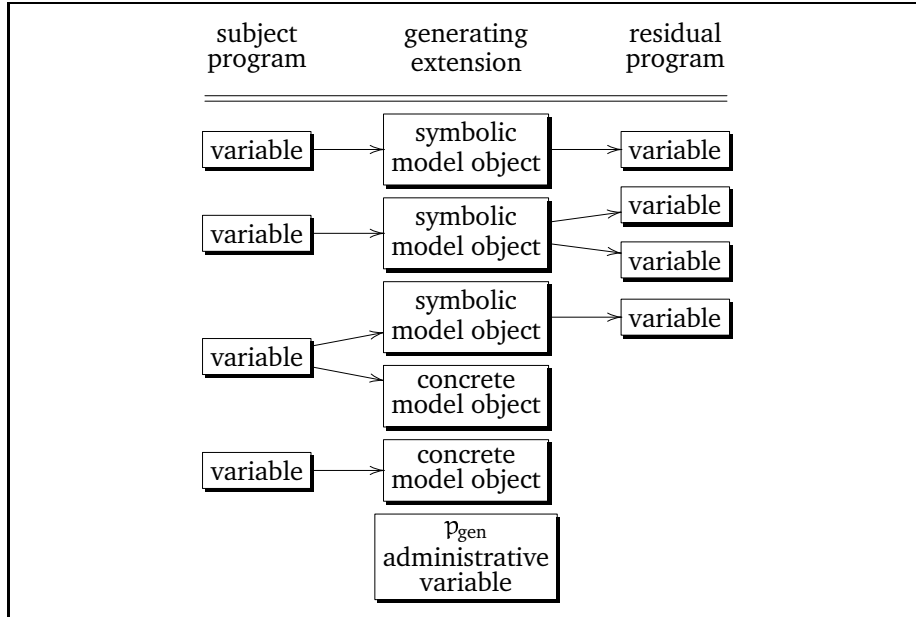 subject
program
generating
extension
residual
program
variable
symbolic
model object
variable
variable
symbolic
model object
variable
variable
variable
symbolic
model object
variable
concrete
model object
variable
concrete
model object
p_gen
administrative
variable